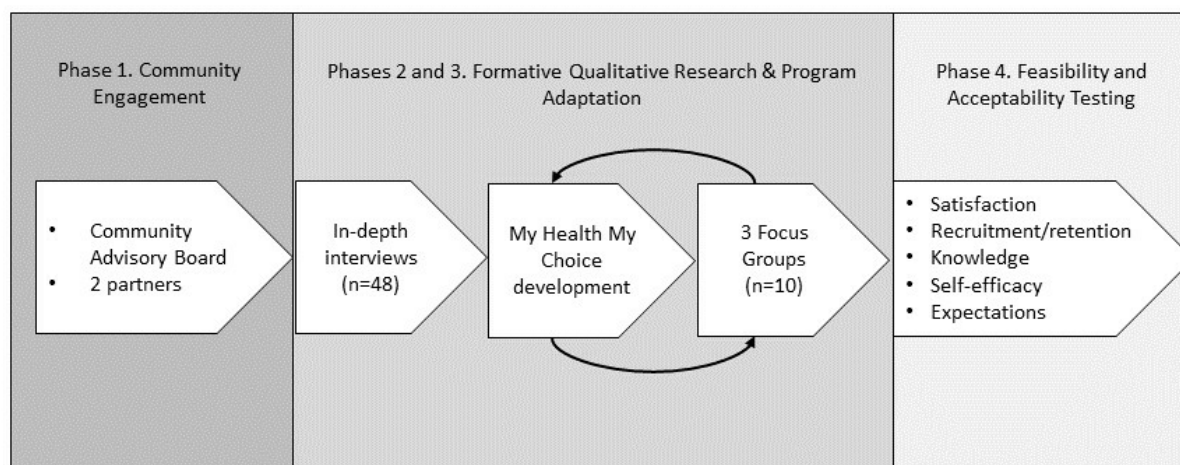 Phase 1. Community
Engagement
Phases 2 and 3. Formative Qualitative Research & Program
Adaptation
Phase 4. Feasibility and
Acceptability Testing
• Community
Advisory Board
• 2 partners
In-depth
interviews
(n=48)
My Health My
Choice
development
3 Focus
Groups
(n=10)
• Satisfaction
• Recruitment/retention
• Knowledge
• Self-efficacy
• Expectations